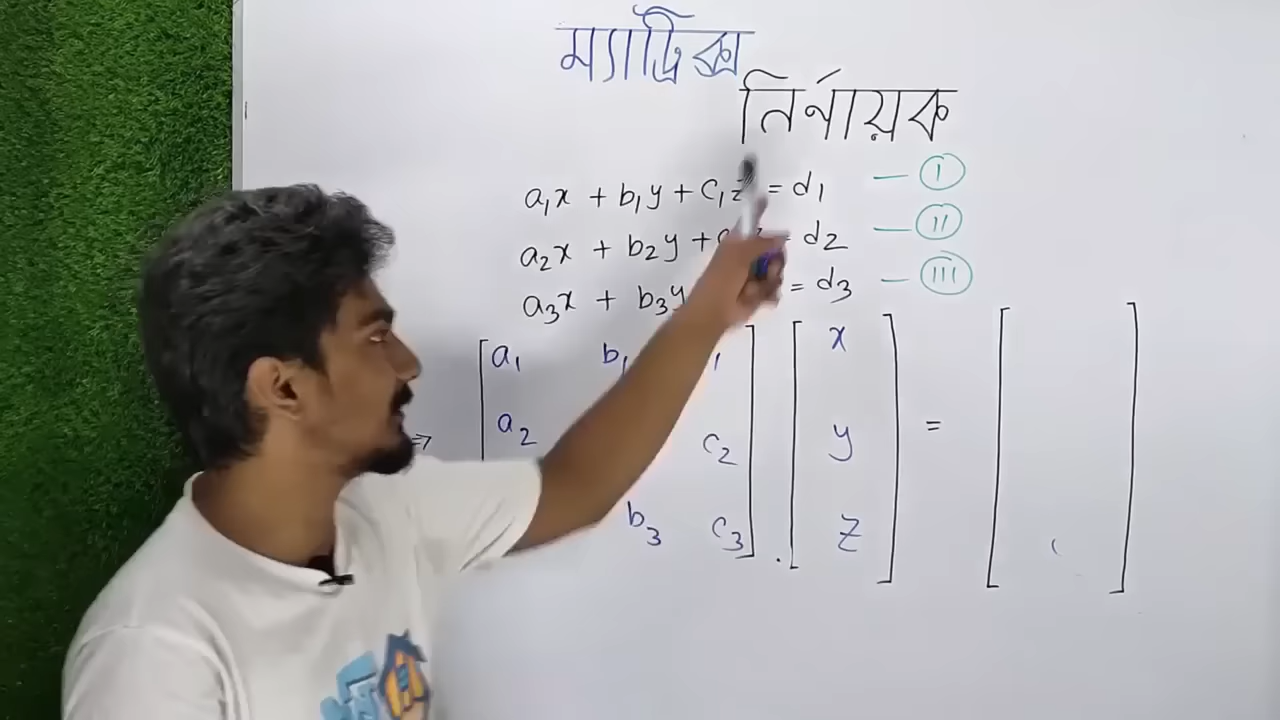 ম্যাট্রিক্স
নির্নায়ক
a₁x + b₁y + c₁z = d₁ — I
a₂x + b₂y + = d₂ — II
a₃x + b₃y = d₃ — III
a₁ b₁ x
⇒ a₂ c₂ y =
b₃ c₃ . z